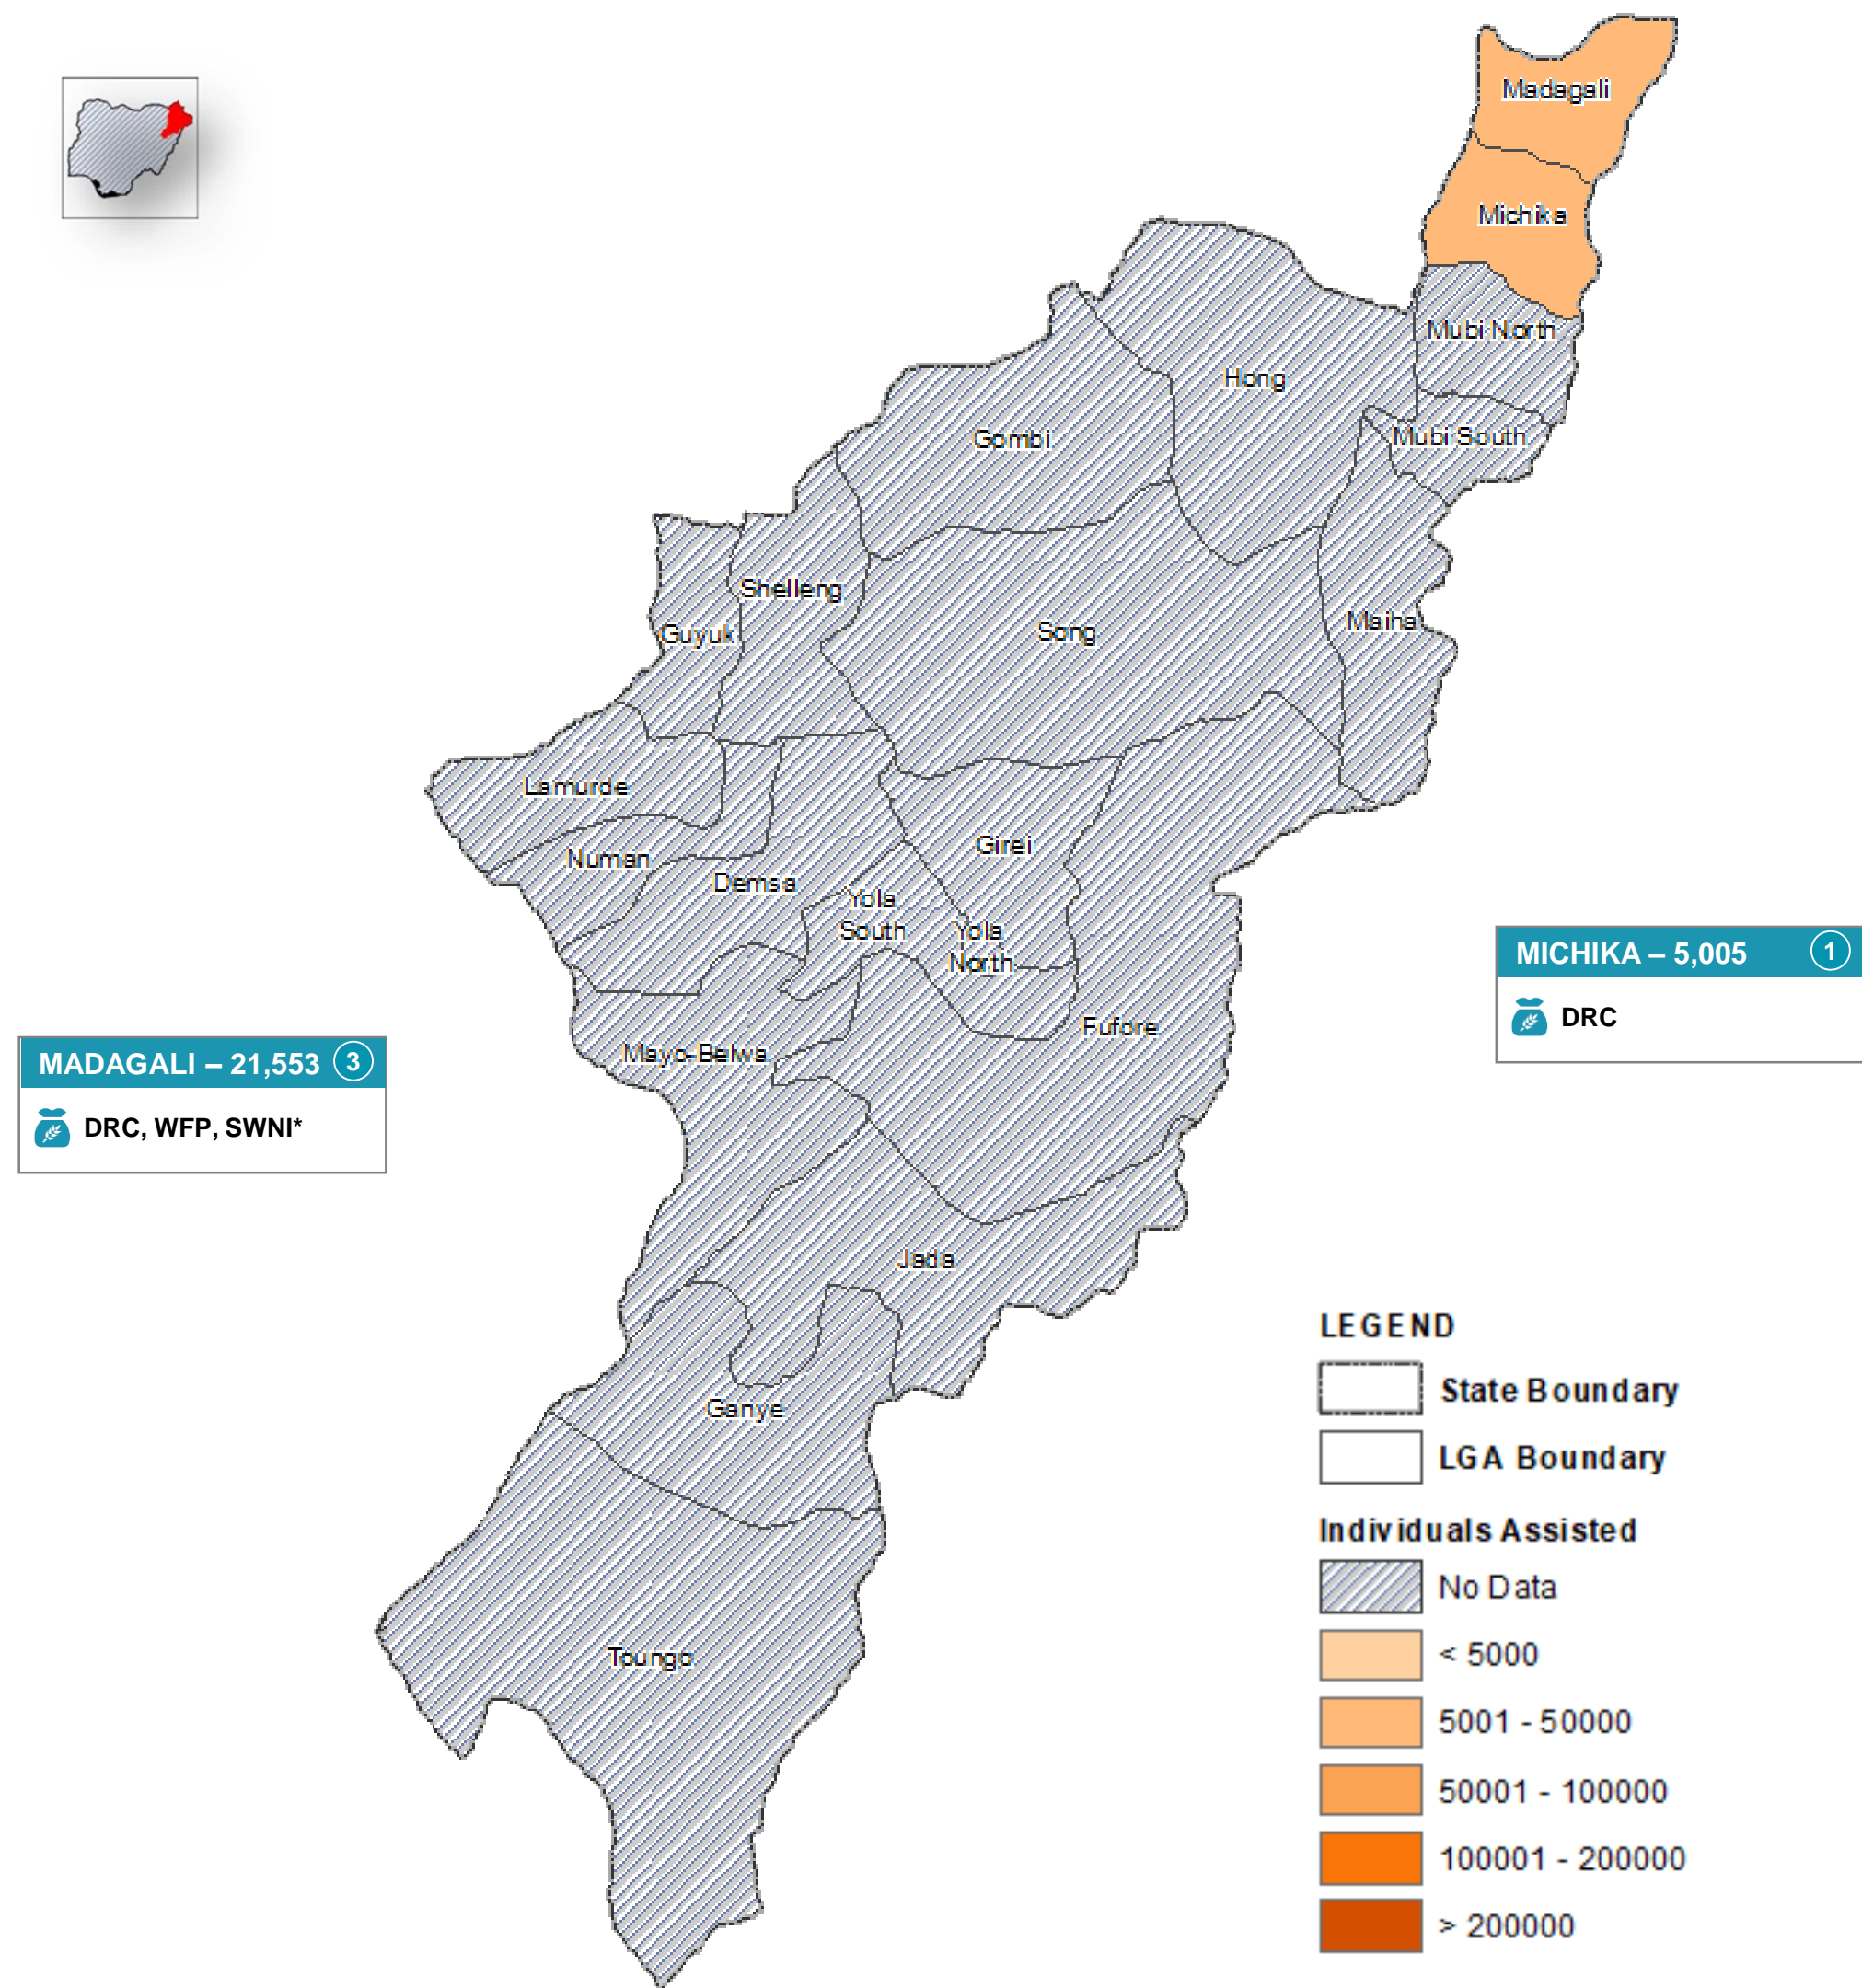 Madagali
Michika
Mubi North
Hong
Mubi South
Gombi
Shelleng
Guyuk
Song
Maiha
Lamurde
Girei
Numan
Demsa
Yola
South
Yola
North
Fufore
Mayo-Belwa
Jada
Ganye
Toungo
MICHIKA – 5,005 1
DRC
MADAGALI – 21,553 3
DRC, WFP, SWNI*
LEGEND
State Boundary
LGA Boundary
Individuals Assisted
No Data
< 5000
5001 - 50000
50001 - 100000
100001 - 200000
> 200000